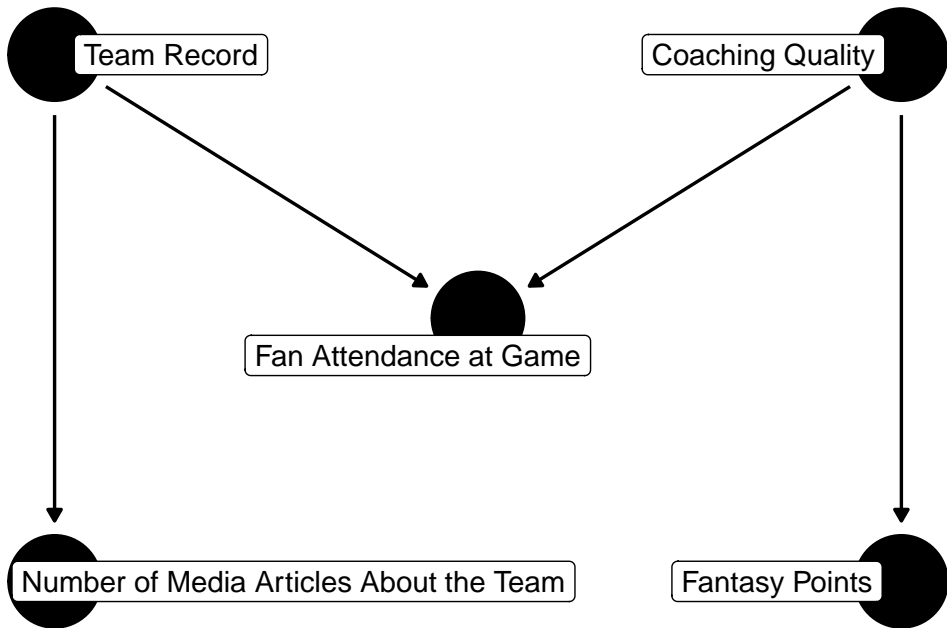 Team Record
Coaching Quality
Fan Attendance at Game
Number of Media Articles About the Team
Fantasy Points